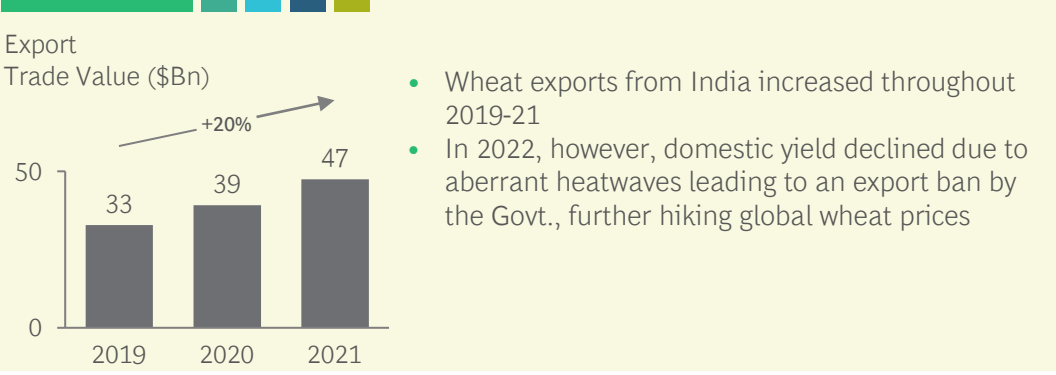 Export
Trade Value ($Bn)
+20%
50
33
39
47
0
2019 2020 2021
• Wheat exports from India increased throughout
2019-21
• In 2022, however, domestic yield declined due to
aberrant heatwaves leading to an export ban by
the Govt., further hiking global wheat prices